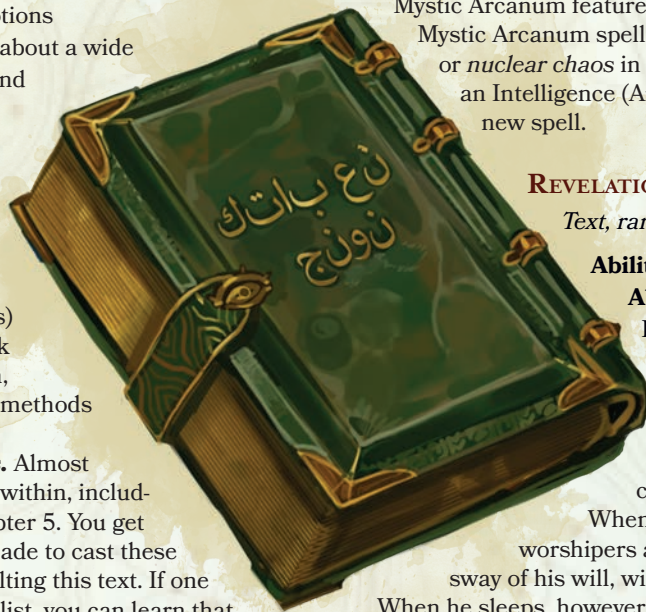 tions
about a wide
nd
s)
k
methods
Almost
within, includ-
pter 5. You get
ade to cast these
lting this text. If one
list, you can learn that
نع باتك
نونج
Mystic Arcanum feature
Mystic Arcanum spell
or nuclear chaos in
an Intelligence (A
new spell.
REVELATIO
Text, ran
Abilit
Al
c
When
worshipers a
sway of his will, wi
When he sleeps, however